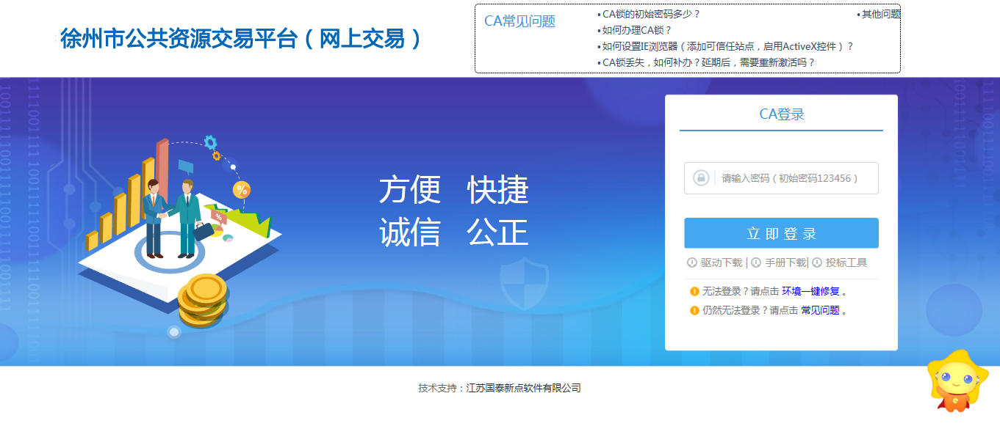 徐州市公共资源交易平台（网上交易）
CA常见问题
•CA锁的初始密码多少？
•其他问题
•如何办理CA锁？
•如何设置IE浏览器（添加可信任站点，启用ActiveX控件）？
•CA锁丢失，如何补办？延期后，需要重新激活吗？
CA登录
请输入密码（初始密码123456）
立即登录
驱动下载 | 手册下载| 投标工具
无法登录？请点击 环境一键修复 。
仍然无法登录？请点击 常见问题 。
方便 快捷
诚信 公正
%
%
技术支持：江苏国泰新点软件有限公司